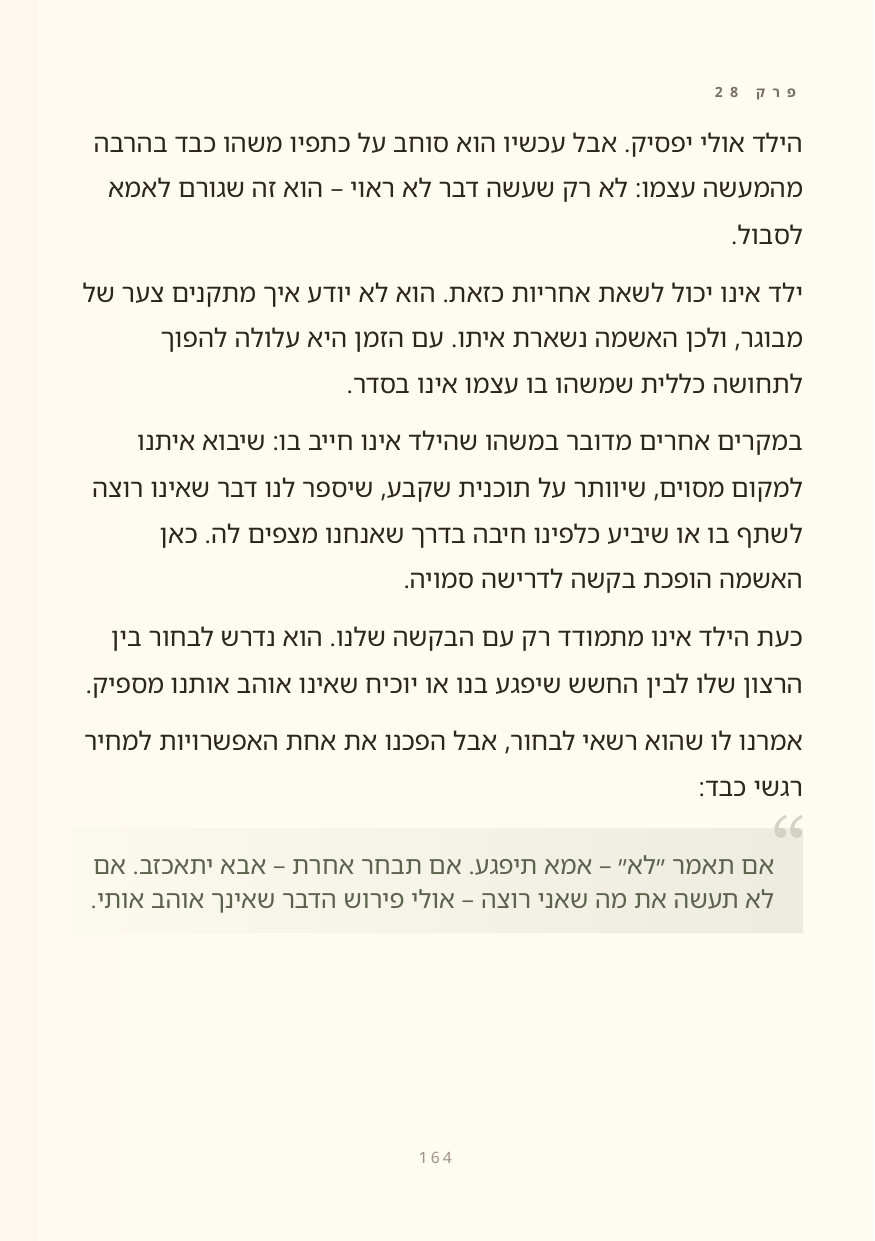 פרק 28
הילד אולי יפסיק. אבל עכשיו הוא סוחב על כתפיו משהו כבד בהרבה
מהמעשה עצמו: לא רק שעשה דבר לא ראוי – הוא זה שגורם לאמא
לסבול.
ילד אינו יכול לשאת אחריות כזאת. הוא לא יודע איך מתקנים צער של
מבוגר, ולכן האשמה נשארת איתו. עם הזמן היא עלולה להפוך
לתחושה כללית שמשהו בו עצמו אינו בסדר.
במקרים אחרים מדובר במשהו שהילד אינו חייב בו: שיבוא איתנו
למקום מסוים, שיוותר על תוכנית שקבע, שיספר לנו דבר שאינו רוצה
לשתף בו או שיביע כלפינו חיבה בדרך שאנחנו מצפים לה. כאן
האשמה הופכת בקשה לדרישה סמויה.
כעת הילד אינו מתמודד רק עם הבקשה שלנו. הוא נדרש לבחור בין
הרצון שלו לבין החשש שיפגע בנו או יוכיח שאינו אוהב אותנו מספיק.
אמרנו לו שהוא רשאי לבחור, אבל הפכנו את אחת האפשרויות למחיר
רגשי כבד:
“
אם תאמר ״לא״ – אמא תיפגע. אם תבחר אחרת – אבא יתאכזב. אם
לא תעשה את מה שאני רוצה – אולי פירוש הדבר שאינך אוהב אותי.
164